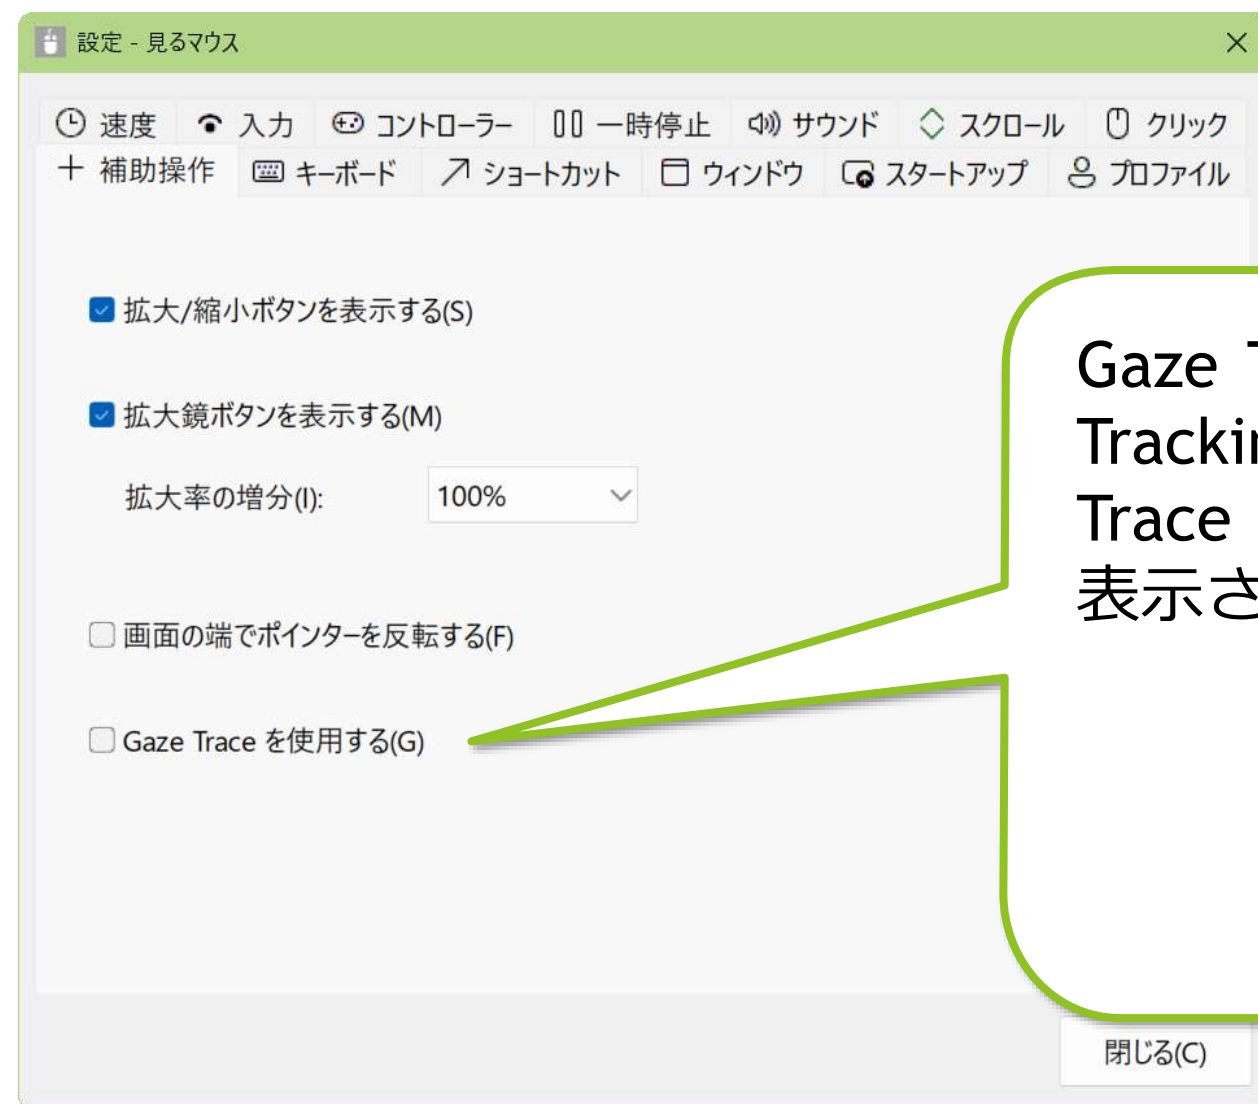 設定 - 見るマウス
速度 入力 コントローラー 一時停止 サウンド スクロール クリック
補助操作 キーボード ショートカット ウィンドウ スタートアップ プロファイル
拡大/縮小ボタンを表示する(S)
拡大鏡ボタンを表示する(M)
拡大率の増分(I): 100%
画面の端でポインターを反転する(F)
Gaze Trace を使用する(G)
Gaze
Trace
表示さ
閉じる(C)